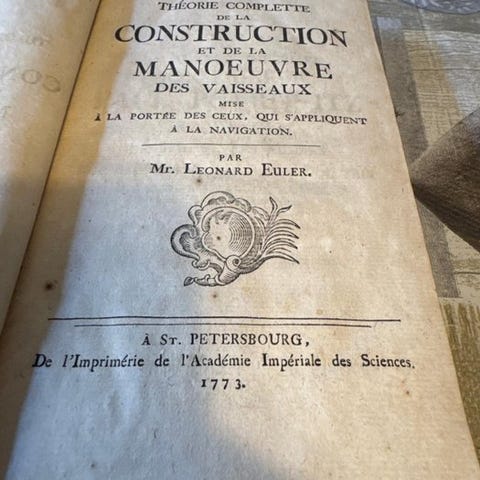 THÉORIE COMPLETTE
DE LA
CONSTRUCTION
ET DE LA
MANOEUVRE
DES VAISSEAUX
MISE
À LA PORTÉE DES CEUX, QUI S'APPLIQUENT
À LA NAVIGATION.
PAR
Mr. LEONARD EULER.
À ST. PETERSBOURG,
De l'Imprimérie de l'Académie Impériale des Sciences.
1773.